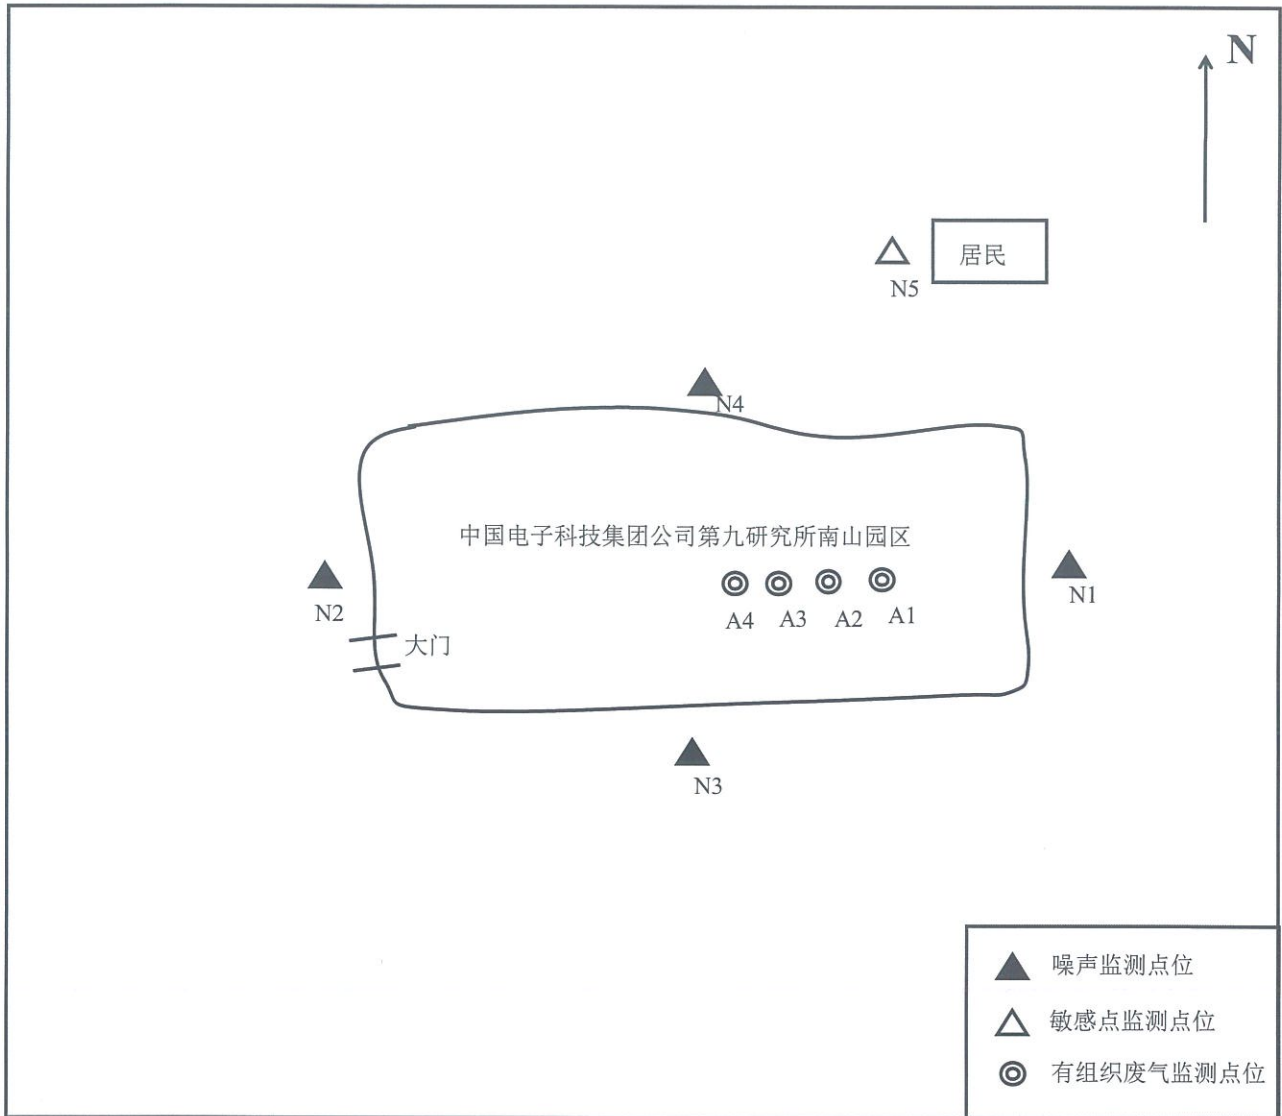 N
居民
N5
N4
中国电子科技集团公司第九研究所南山园区
N2
N1
A4 A3 A2 A1
大门
N3
噪声监测点位
敏感点监测点位
有组织废气监测点位